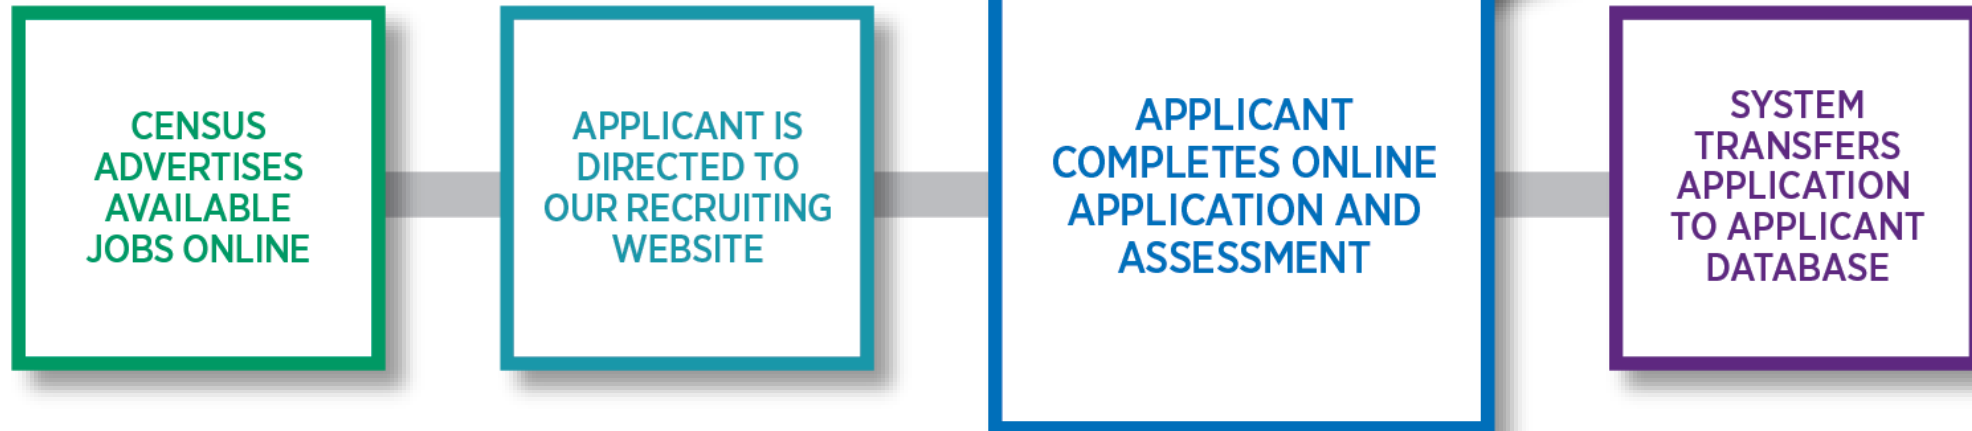 CENSUS
ADVERTISES
AVAILABLE
JOBS ONLINE
APPLICANT IS
DIRECTED TO
OUR RECRUITING
WEBSITE
APPLICANT
COMPLETES ONLINE
APPLICATION AND
ASSESSMENT
SYSTEM
TRANSFERS
APPLICATION
TO APPLICANT
DATABASE